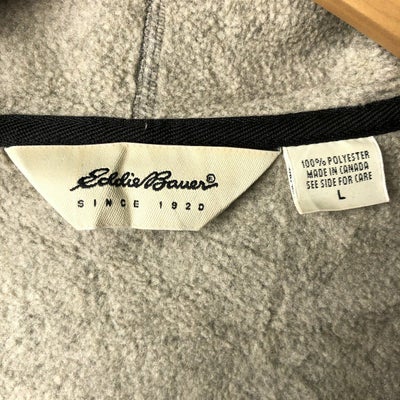 Eddie Bauer®
SINCE 1920
100% POLYESTER
MADE IN CANADA
SEE SIDE FOR CARE
L